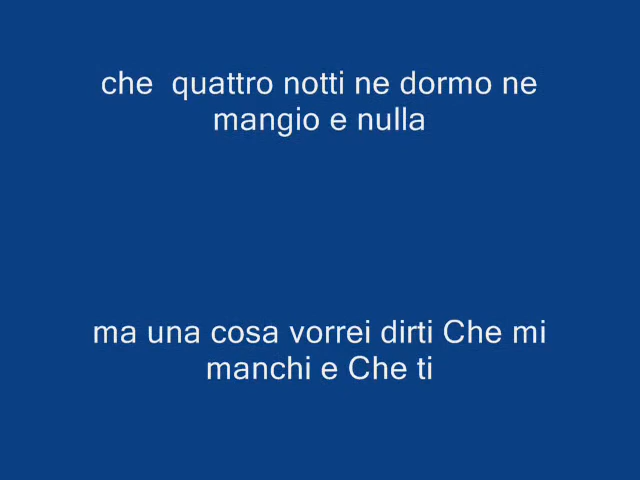 che  quattro notti ne dormo ne
mangio e nulla
ma una cosa vorrei dirti Che mi
manchi e Che ti